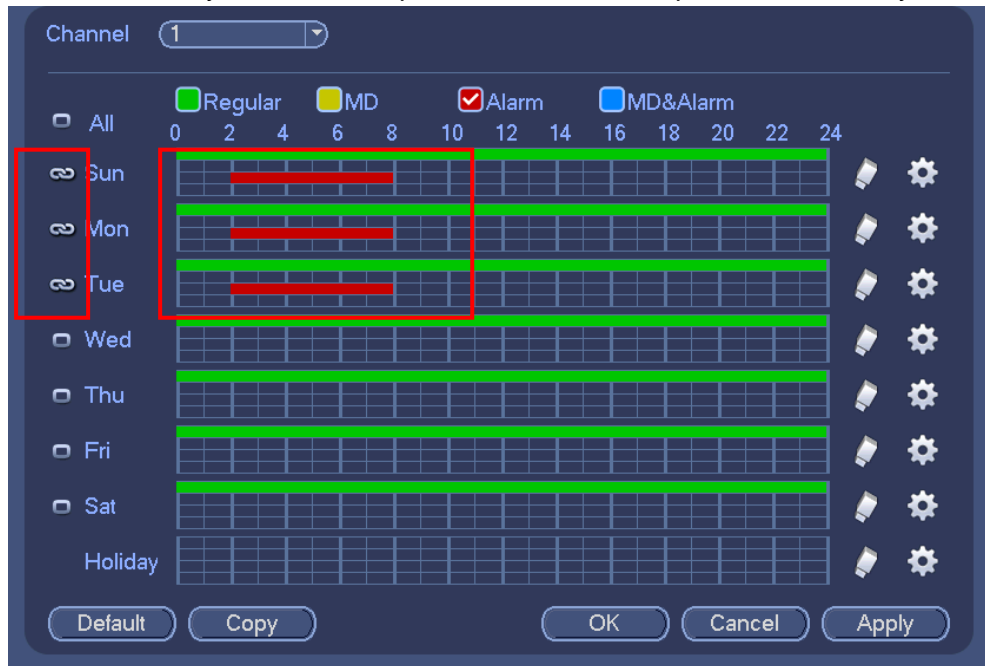 Channel 1
Regular MD Alarm MD&Alarm
All
0 2 4 6 8 10 12 14 16 18 20 22 24
Sun
Mon
Tue
Wed
Thu
Fri
Sat
Holiday
Default Copy OK Cancel Apply